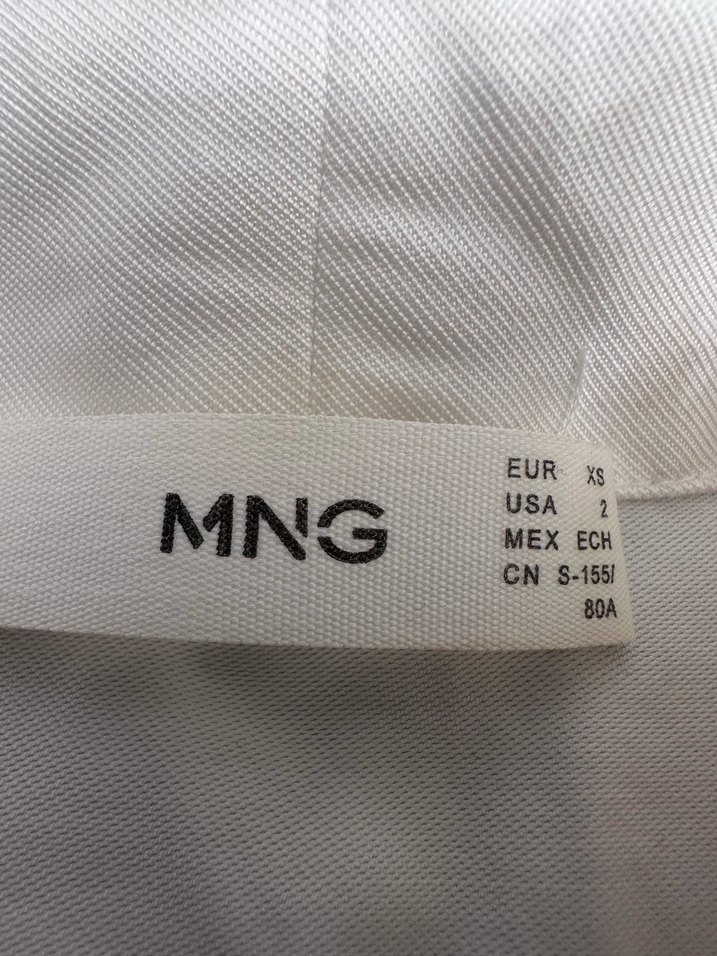 MNG
EUR XS
USA 2
MEX ECH
CN S-155/
80A